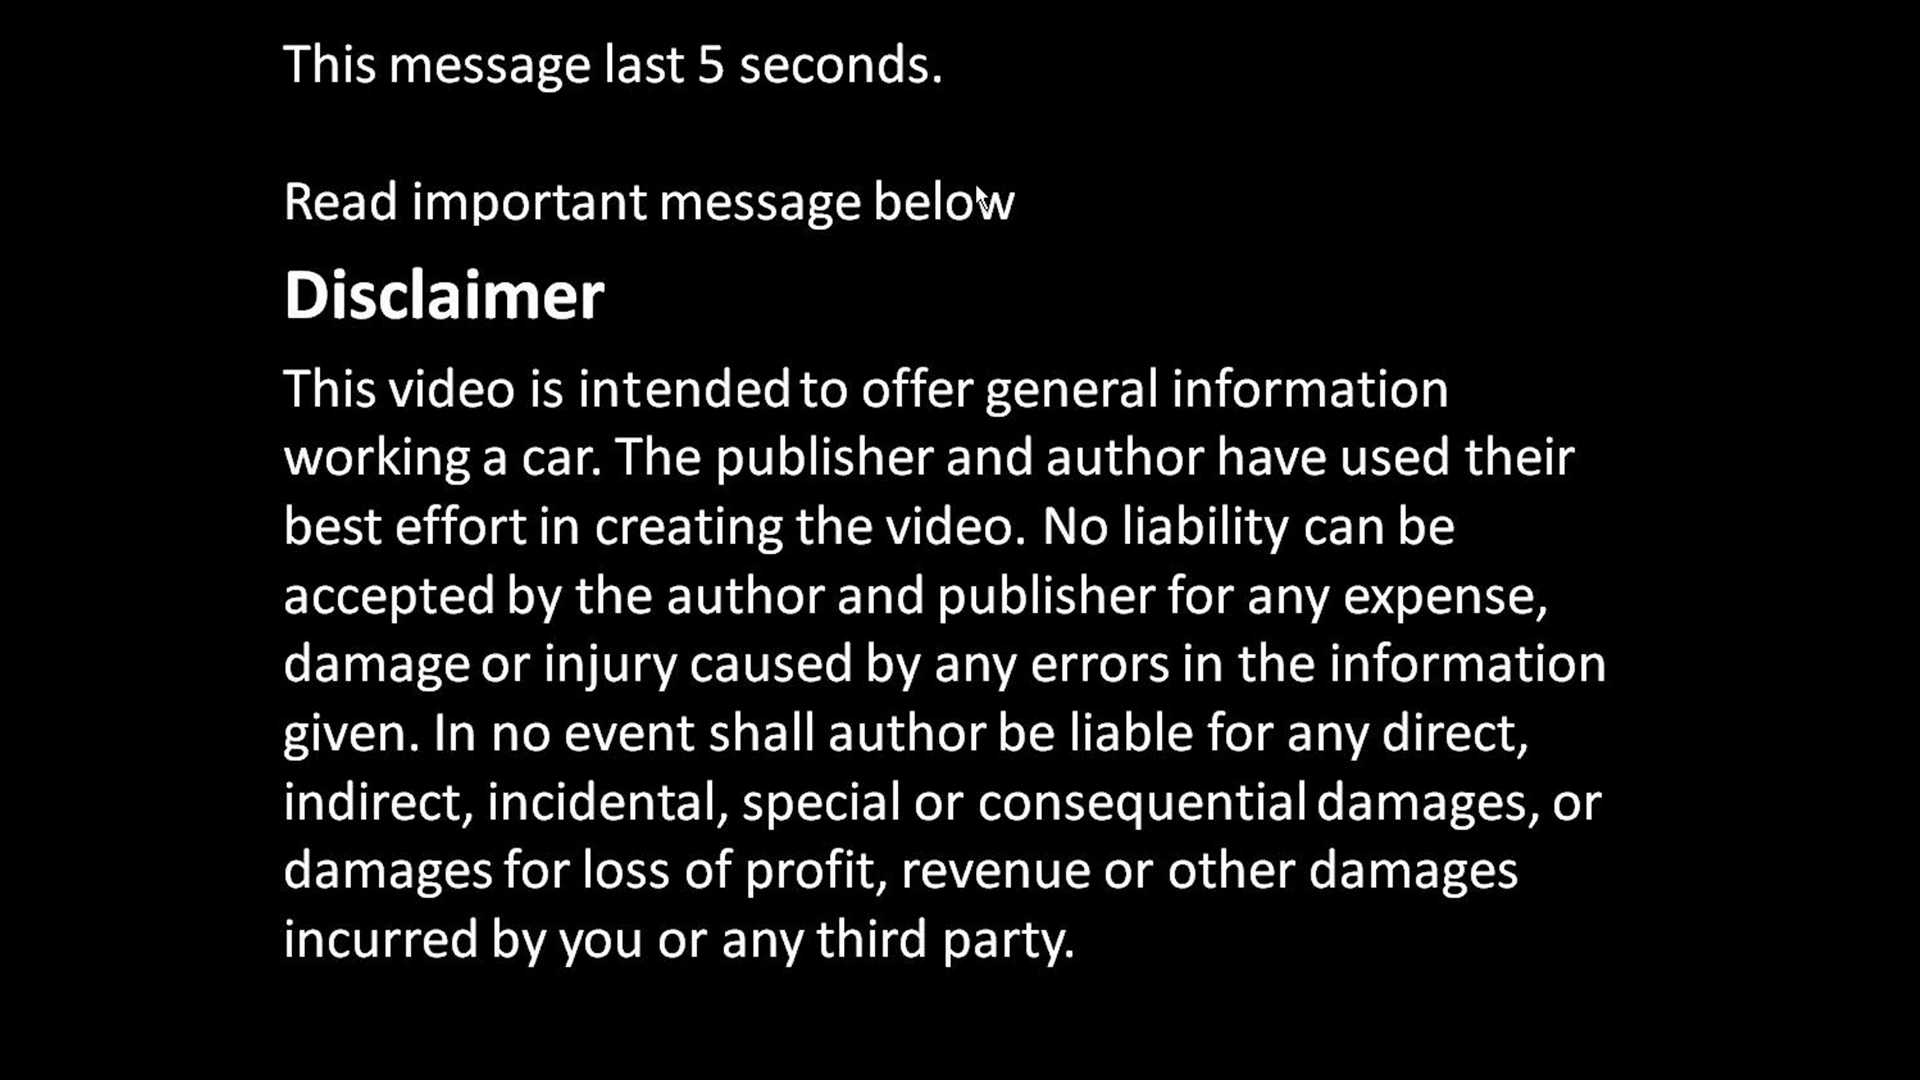 This message last 5 seconds.
Read important message below
Disclaimer
This video is intended to offer general information
working a car. The publisher and author have used their
best effort in creating the video. No liability can be
accepted by the author and publisher for any expense,
damage or injury caused by any errors in the information
given. In no event shall author be liable for any direct,
indirect, incidental, special or consequential damages, or
damages for loss of profit, revenue or other damages
incurred by you or any third party.